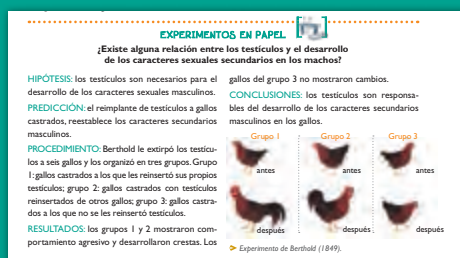 EXPERIMENTOS EN PAPEL
¿Existe alguna relación entre los testículos y el desarrollo
de los caracteres sexuales secundarios en los machos?
HIPÓTESIS: los testículos son necesarios para el
desarrollo de los caracteres sexuales masculinos.
PREDICCIÓN: el reimplante de testículos a gallos
castrados, reestablece los caracteres secundarios
masculinos.
PROCEDIMIENTO: Berthold le extirpó los testícu-
los a seis gallos y los organizó en tres grupos. Grupo
1: gallos castrados a los que les reinsertó sus propios
testículos; grupo 2: gallos castrados con testículos
reinsertados de otros gallos; grupo 3: gallos castra-
dos a los que no se les reinsertó testículos.
RESULTADOS: los grupos 1 y 2 mostraron com-
portamiento agresivo y desarrollaron crestas. Los
gallos del grupo 3 no mostraron cambios.
CONCLUSIONES: los testículos son responsa-
bles del desarrollo de los caracteres secundarios
masculinos en los gallos.
Grupo 1 Grupo 2 Grupo 3
antes antes antes
después después después
Experimento de Berthold (1849).